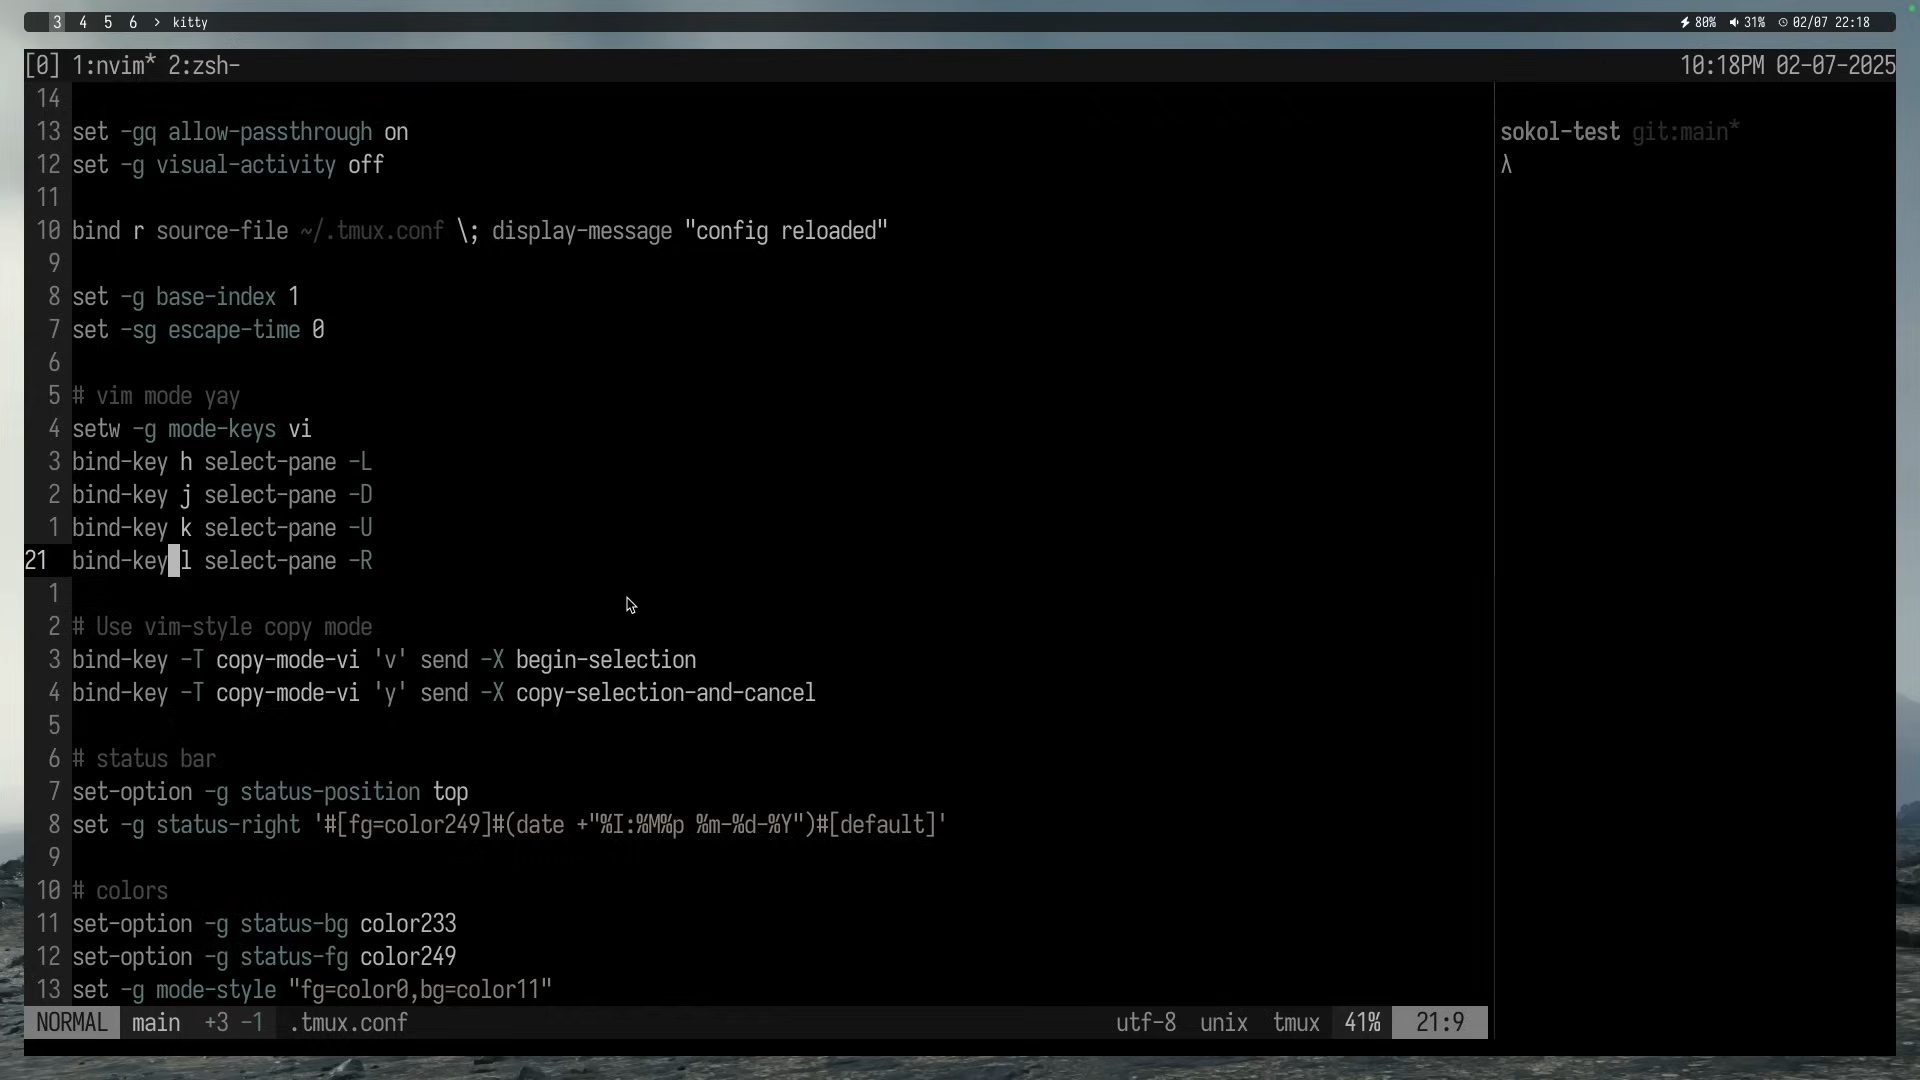 3 4 5 6 > kitty
80% 31% 02/07 22:18
[0] 1:nvim* 2:zsh-
10:18PM 02-07-2025
14
13 set -gq allow-passthrough on
12 set -g visual-activity off
11
10 bind r source-file ~/.tmux.conf \; display-message "config reloaded"
9
8 set -g base-index 1
7 set -sg escape-time 0
6
5 # vim mode yay
4 setw -g mode-keys vi
3 bind-key h select-pane -L
2 bind-key j select-pane -D
1 bind-key k select-pane -U
21 bind-key l select-pane -R
1
2 # Use vim-style copy mode
3 bind-key -T copy-mode-vi 'v' send -X begin-selection
4 bind-key -T copy-mode-vi 'y' send -X copy-selection-and-cancel
5
6 # status bar
7 set-option -g status-position top
8 set -g status-right '#[fg=color249]#(date +"%I:%M%p %m-%d-%Y")#[default]'
9
10 # colors
11 set-option -g status-bg color233
12 set-option -g status-fg color249
13 set -g mode-style "fg=color0,bg=color11"
NORMAL main +3 -1 .tmux.conf utf-8 unix tmux 41% 21:9
sokol-test git:main*
λ